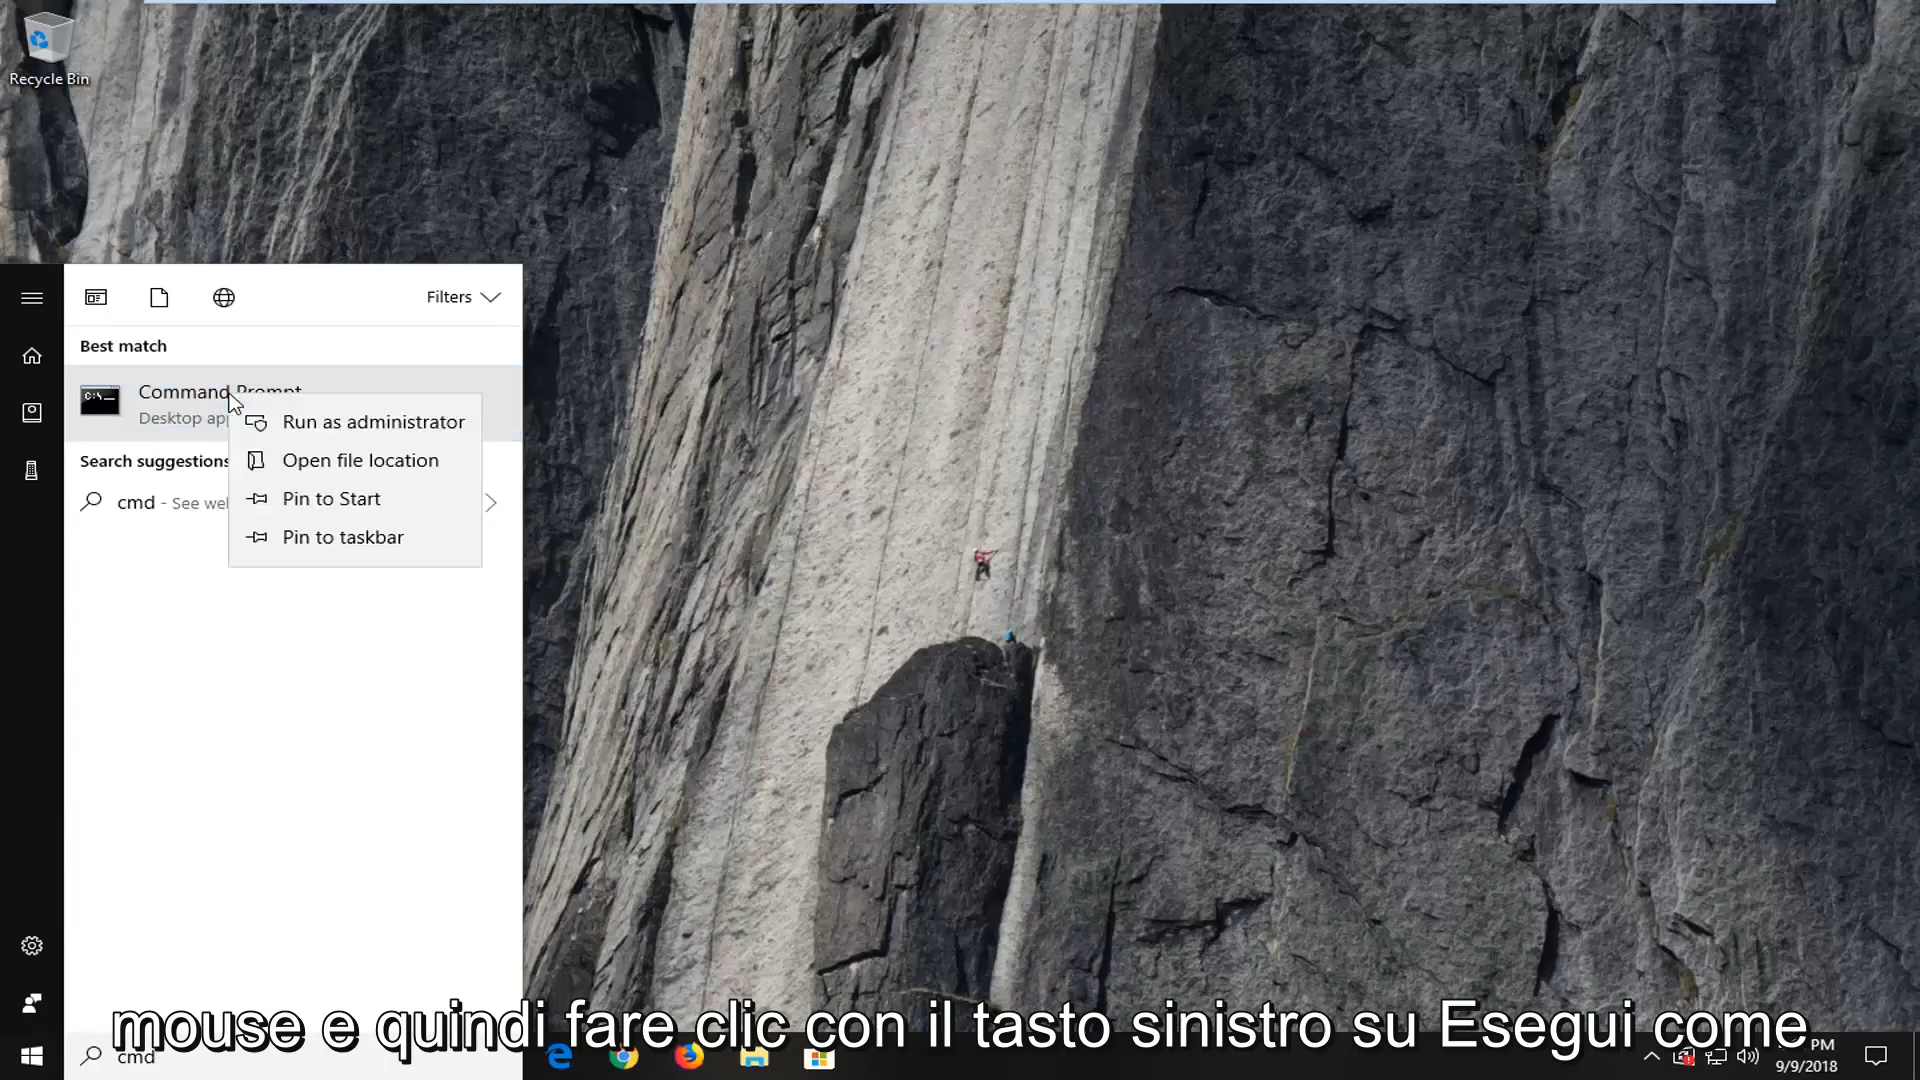 Recycle Bin
Filters
Best match
Command Prompt
Desktop app
Run as administrator
Open file location
Pin to Start
Pin to taskbar
Search suggestions
cmd - See we
mouse e quindi fare clic con il tasto sinistro su Esegui come
cmd
PM
9/9/2018